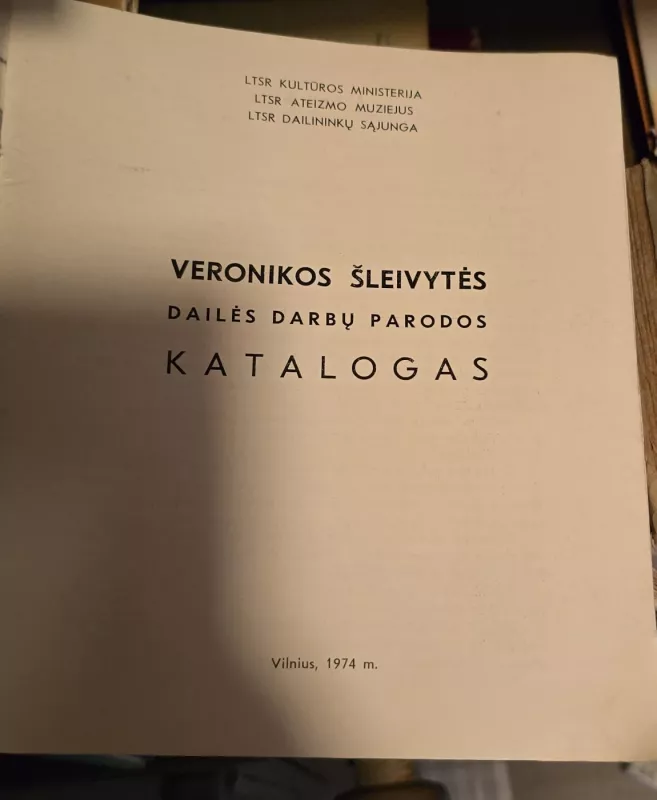 LTSR KULTŪROS MINISTERIJA
LTSR ATEIZMO MUZIEJUS
LTSR DAILININKŲ SĄJUNGA
VERONIKOS ŠLEIVYTĖS
DAILĖS DARBŲ PARODOS
KATALOGAS
Vilnius, 1974 m.